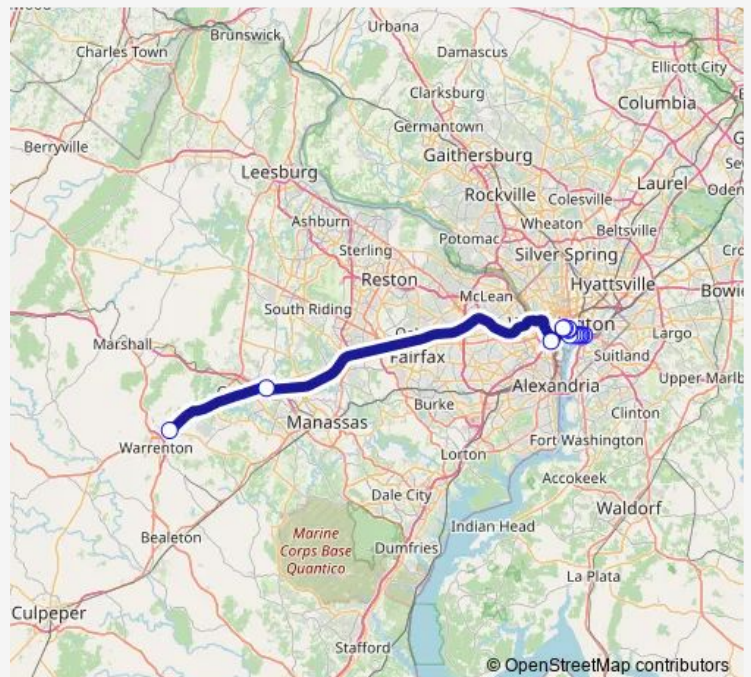 Brunswick
Urbana
Charles Town
Damascus
Ellicott City
Clarksburg
Columbia
Germantown
Berryville
Gaithersburg
Leesburg
Rockville
Colesville
Laurel
Ashburn
Wheaton
Beltsville
Sterling
Potomac
Silver Spring
Reston
Hyattsville
McLean
Bowie
South Riding
Largo
Marshall
Fairfax
Suitland
Alexandria
Burke
Manassas
Clinton
Warrenton
Lorton
Fort Washington
Accokeek
Dale City
Waldorf
Bealeton
Marine
Corps Base
Quantico
Indian Head
Dumfries
La Plata
Culpeper
Stafford
© OpenStreetMap contributors